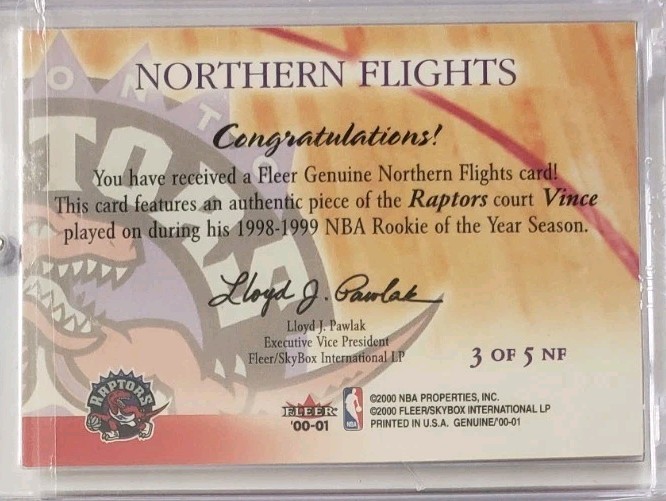 NORTHERN FLIGHTS
Congratulations!
You have received a Fleer Genuine Northern Flights card!
This card features an authentic piece of the Raptors court Vince
played on during his 1998-1999 NBA Rookie of the Year Season.
Lloyd J. Pawlak
Lloyd J. Pawlak
Executive Vice President
Fleer/SkyBox International LP
3 OF 5 NF
RAPTORS
FLEER
'00-01
NBA
©2000 NBA PROPERTIES, INC.
©2000 FLEER/SKYBOX INTERNATIONAL LP
PRINTED IN U.S.A. GENUINE/'00-01